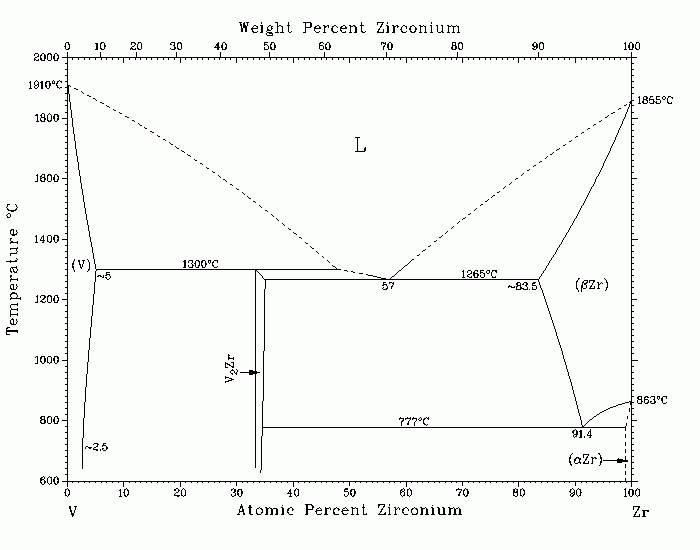 Weight Percent Zirconium
0 10 20 30 40 50 60 70 80 90 100
2000
1910°C
1855°C
1800
L
1600
Temperature °C
1400
(V)
1300°C
~5
1265°C
57
~83.5
(βZr)
1200
V2Zr
1000
863°C
800
777°C
91.4
~2.5
(αZr)
600
0 10 20 30 40 50 60 70 80 90 100
V
Atomic Percent Zirconium
Zr